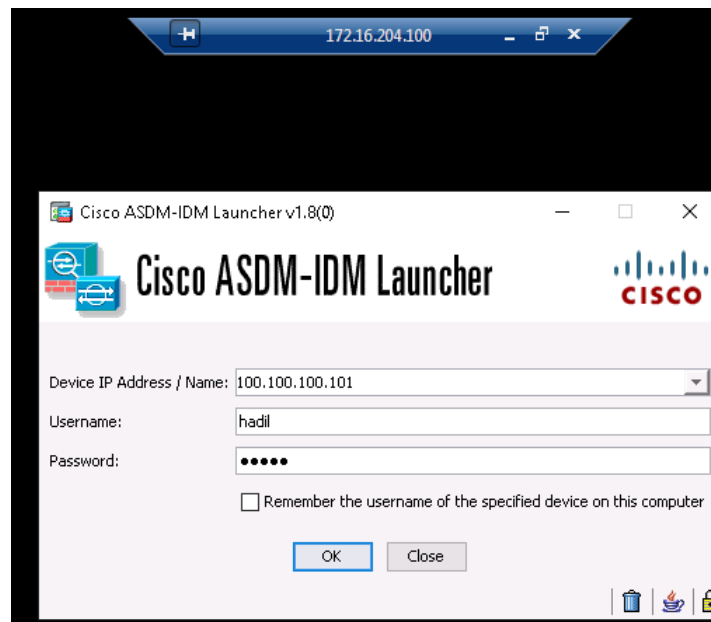 172.16.204.100
Cisco ASDM-IDM Launcher v1.8(0)
Cisco ASDM-IDM Launcher
CISCO
Device IP Address / Name: 100.100.100.101
Username: hadil
Password: •••••
Remember the username of the specified device on this computer
OK Close